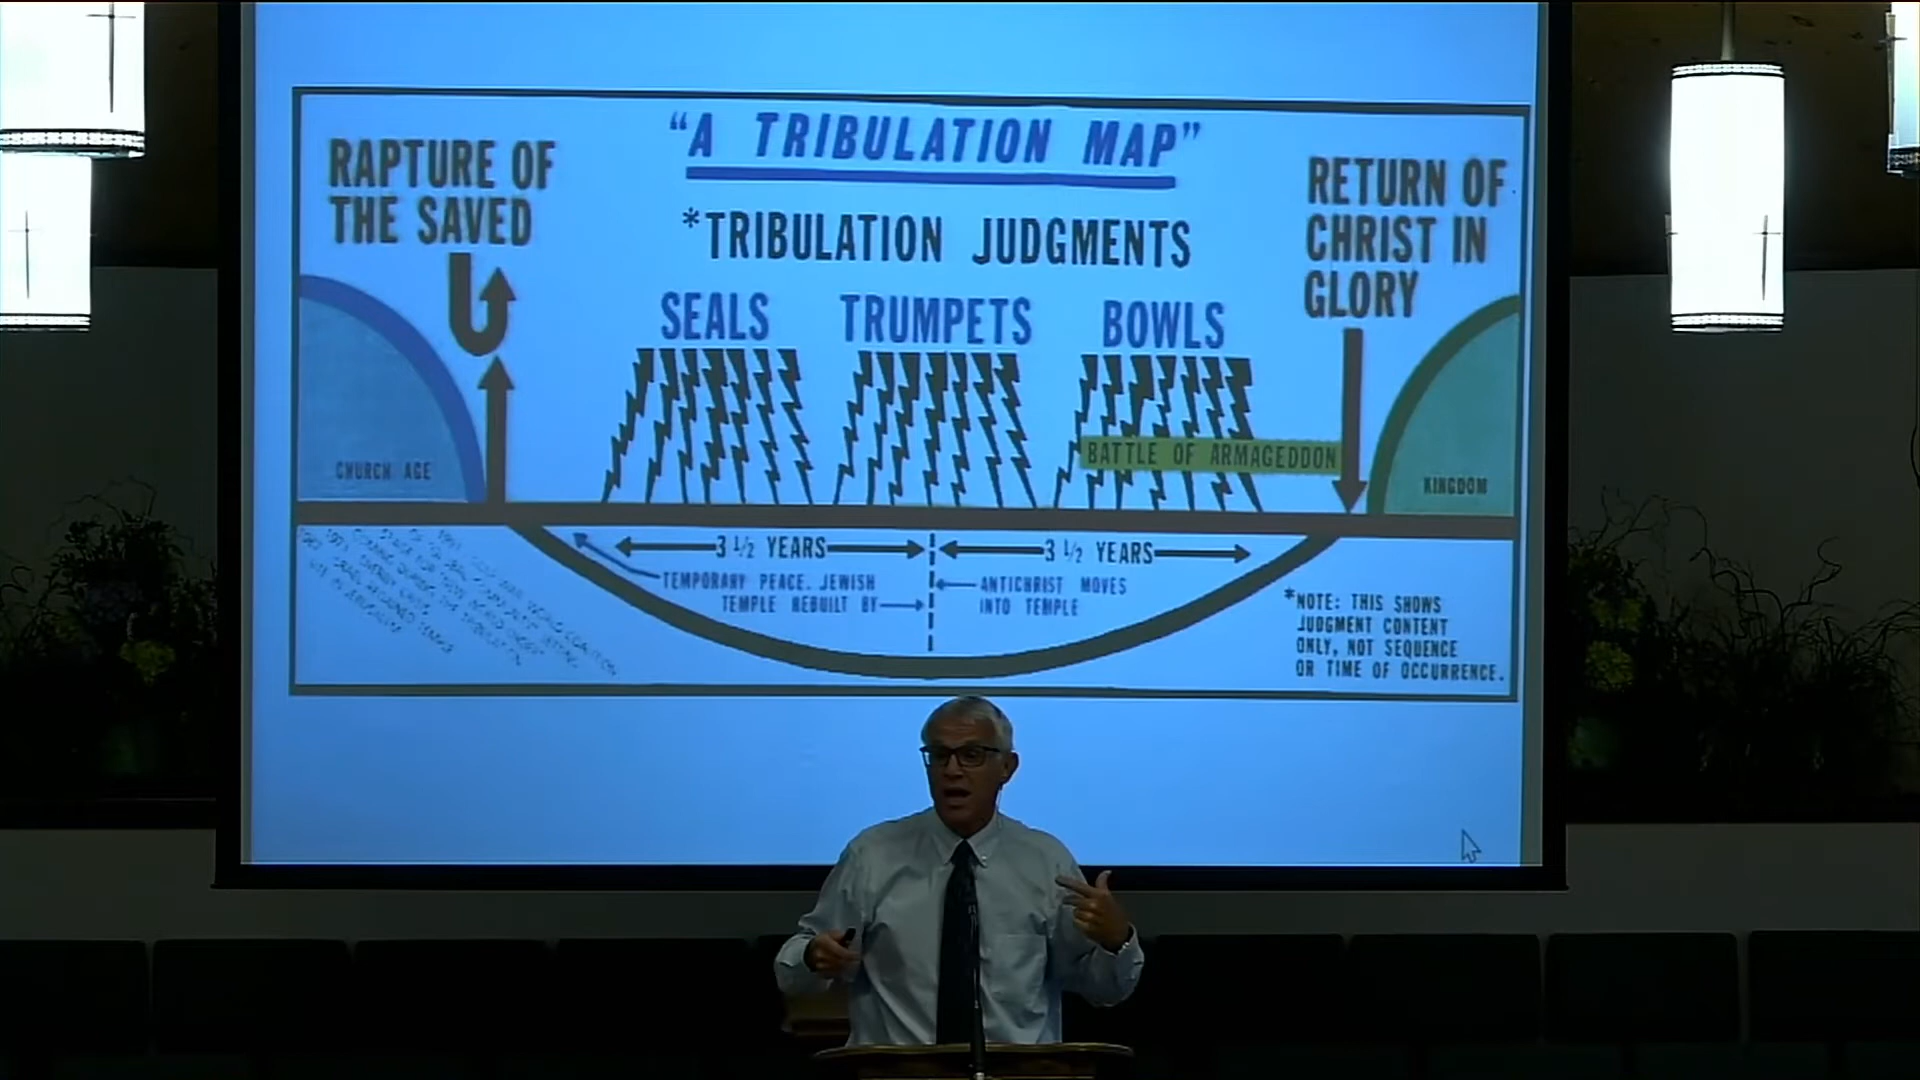 "A TRIBULATION MAP"
RAPTURE OF
THE SAVED
*TRIBULATION JUDGMENTS
RETURN OF
CHRIST IN
GLORY
SEALS
TRUMPETS
BOWLS
BATTLE OF ARMAGEDDON
CHURCH AGE
KINGDOM
3 1/2 YEARS
3 1/2 YEARS
TEMPORARY PEACE. JEWISH
TEMPLE REBUILT BY
ANTICHRIST MOVES
INTO TEMPLE
*NOTE: THIS SHOWS
JUDGMENT CONTENT
ONLY, NOT SEQUENCE
OR TIME OF OCCURRENCE.